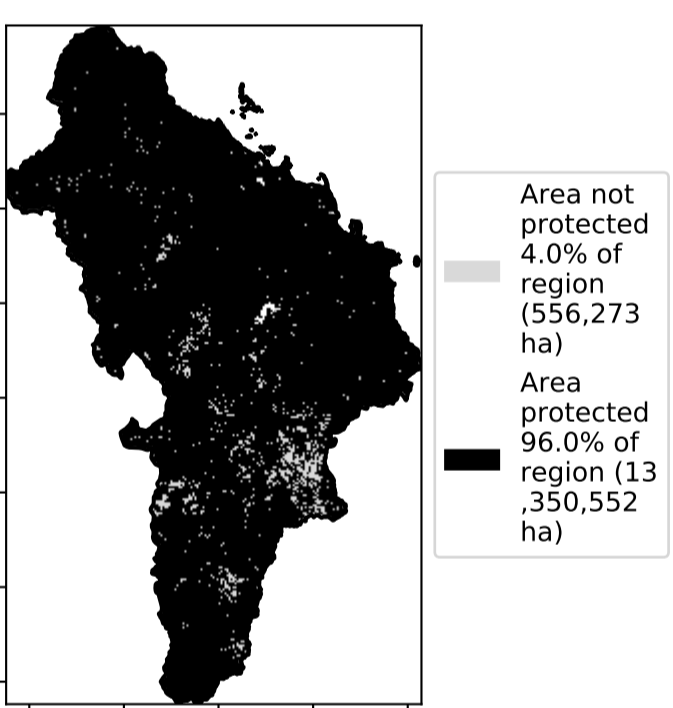 Area not
protected
4.0% of
region
(556,273
ha)
Area
protected
96.0% of
region (13
,350,552
ha)